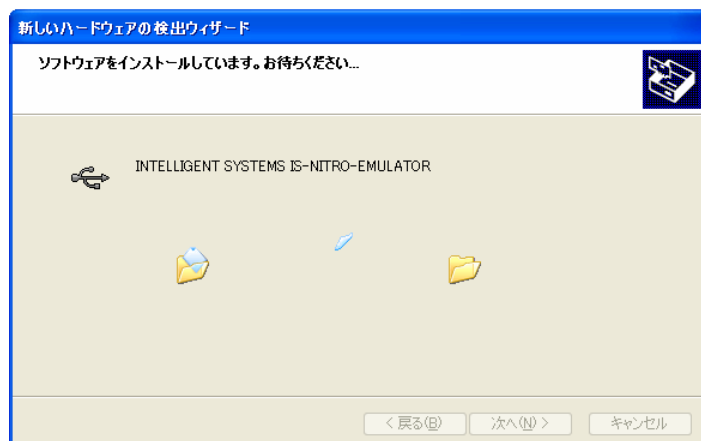 新しいハードウェアの検出ウィザード
ソフトウェアをインストールしています。お待ちください...
INTELLIGENT SYSTEMS IS-NITRO-EMULATOR
< 戻る(B) 次へ(N) > キャンセル